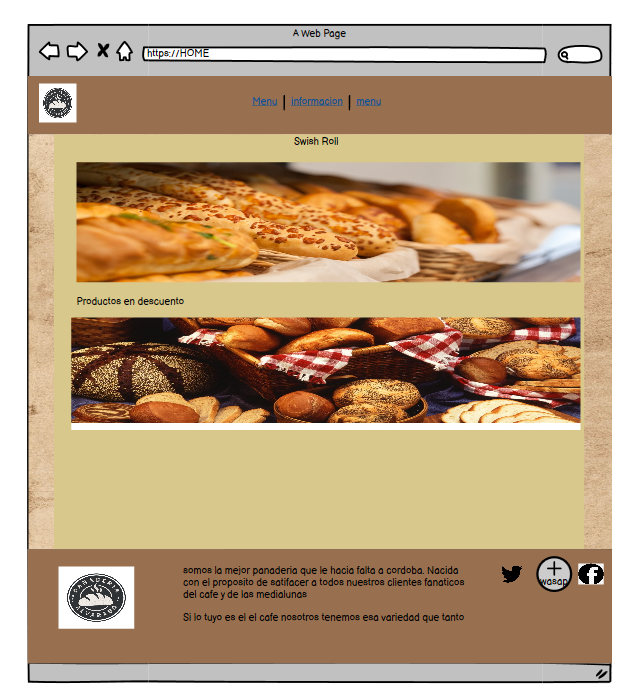 A Web Page
https://HOME
Menu | informacion | menu
Swish Roll
Productos en descuento
PANADERIA
ALVARADO
somos la mejor panaderia que le hacia falta a cordoba. Nacida
con el proposito de satifacer a todos nuestros clientes fanaticos
del cafe y de las medialunas
Si lo tuyo es el el cafe nosotros tenemos esa variedad que tanto
wasap